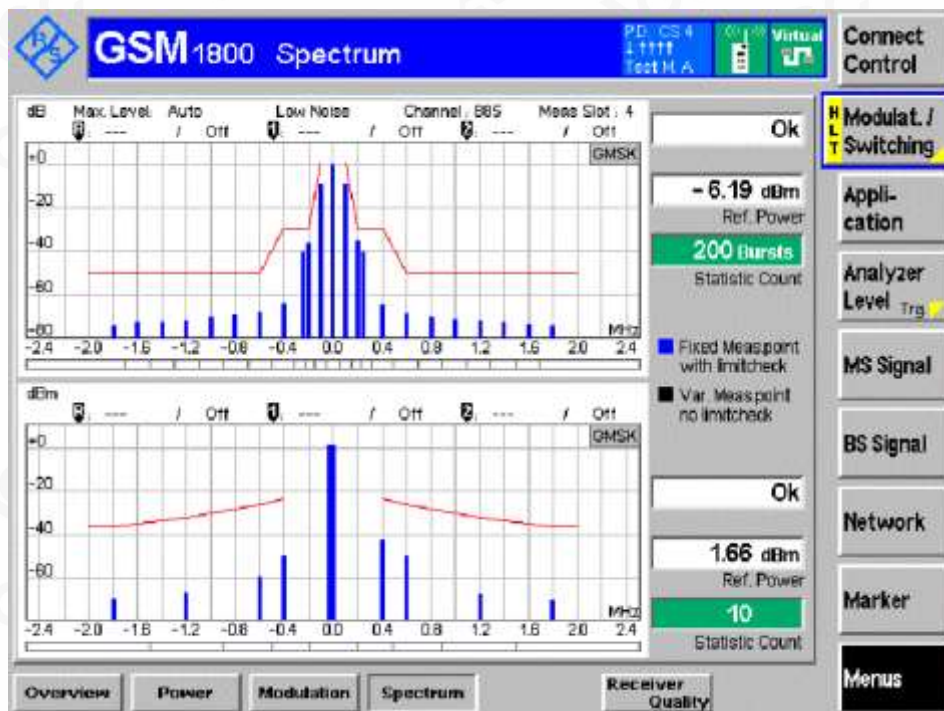 R S
GSM 1800 Spectrum
PD CS 4
Test M. A
Virtual
Connect Control
dB Max. Level: Auto Low Noise Channel: 885 Meas Slot: 4
--- / Off --- / Off 2: --- / Off
GMSK
+0
-20
-40
-60
-80
MHz
-2.4 -2.0 -1.6 -1.2 -0.8 -0.4 0.0 0.4 0.8 1.2 1.6 2.0 2.4
Ok
-6.19 dBm
Ref. Power
200 Bursts
Statistic Count
Fixed Meas.point
with limitcheck
Var. Meas.point
no limitcheck
dBm
--- / Off --- / Off 2: --- / Off
GMSK
+0
-20
-40
-60
MHz
-2.4 -2.0 -1.6 -1.2 -0.8 -0.4 0.0 0.4 0.8 1.2 1.6 2.0 2.4
Ok
1.66 dBm
Ref. Power
10
Statistic Count
HLT
Modulat. /
Switching
Appli-
cation
Analyzer
Level Trg
MS Signal
BS Signal
Network
Marker
Menus
Overview Power Modulation Spectrum Receiver
Quality